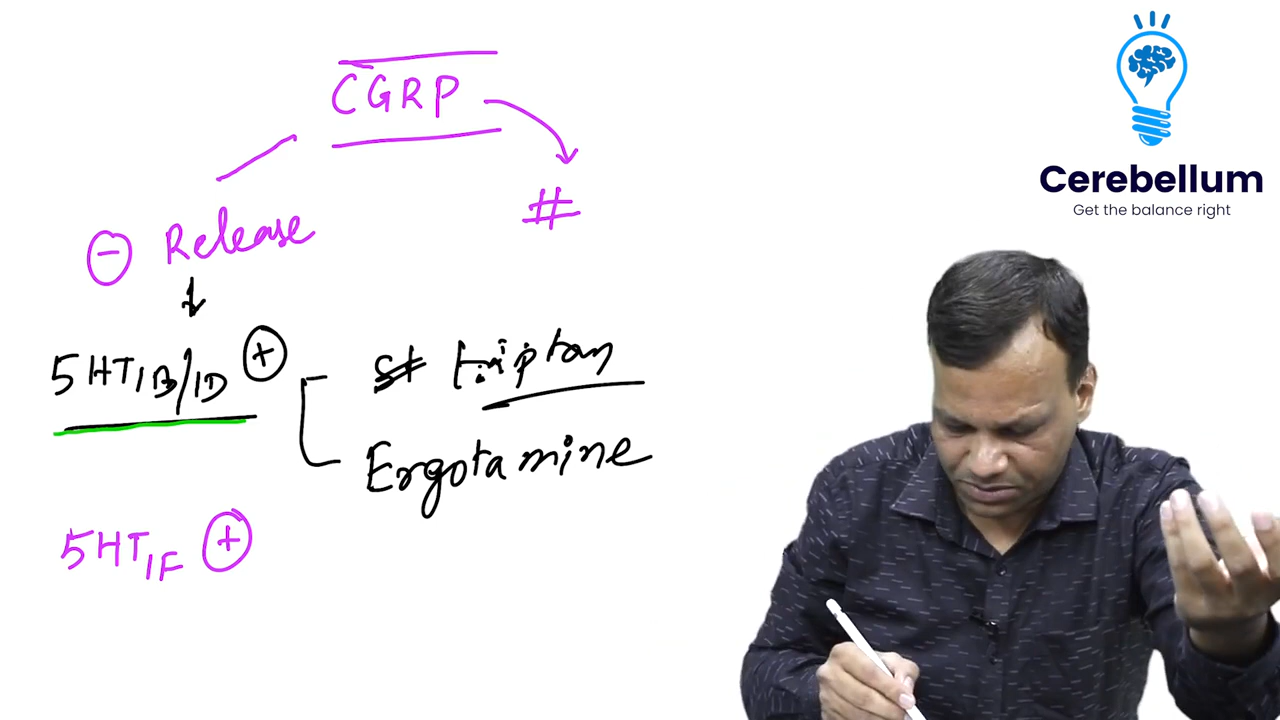 CGRP
#
⊖ Release
↓
5HT1B/1D ⊕
triptan
Ergotamine
5HT1F ⊕
Cerebellum
Get the balance right